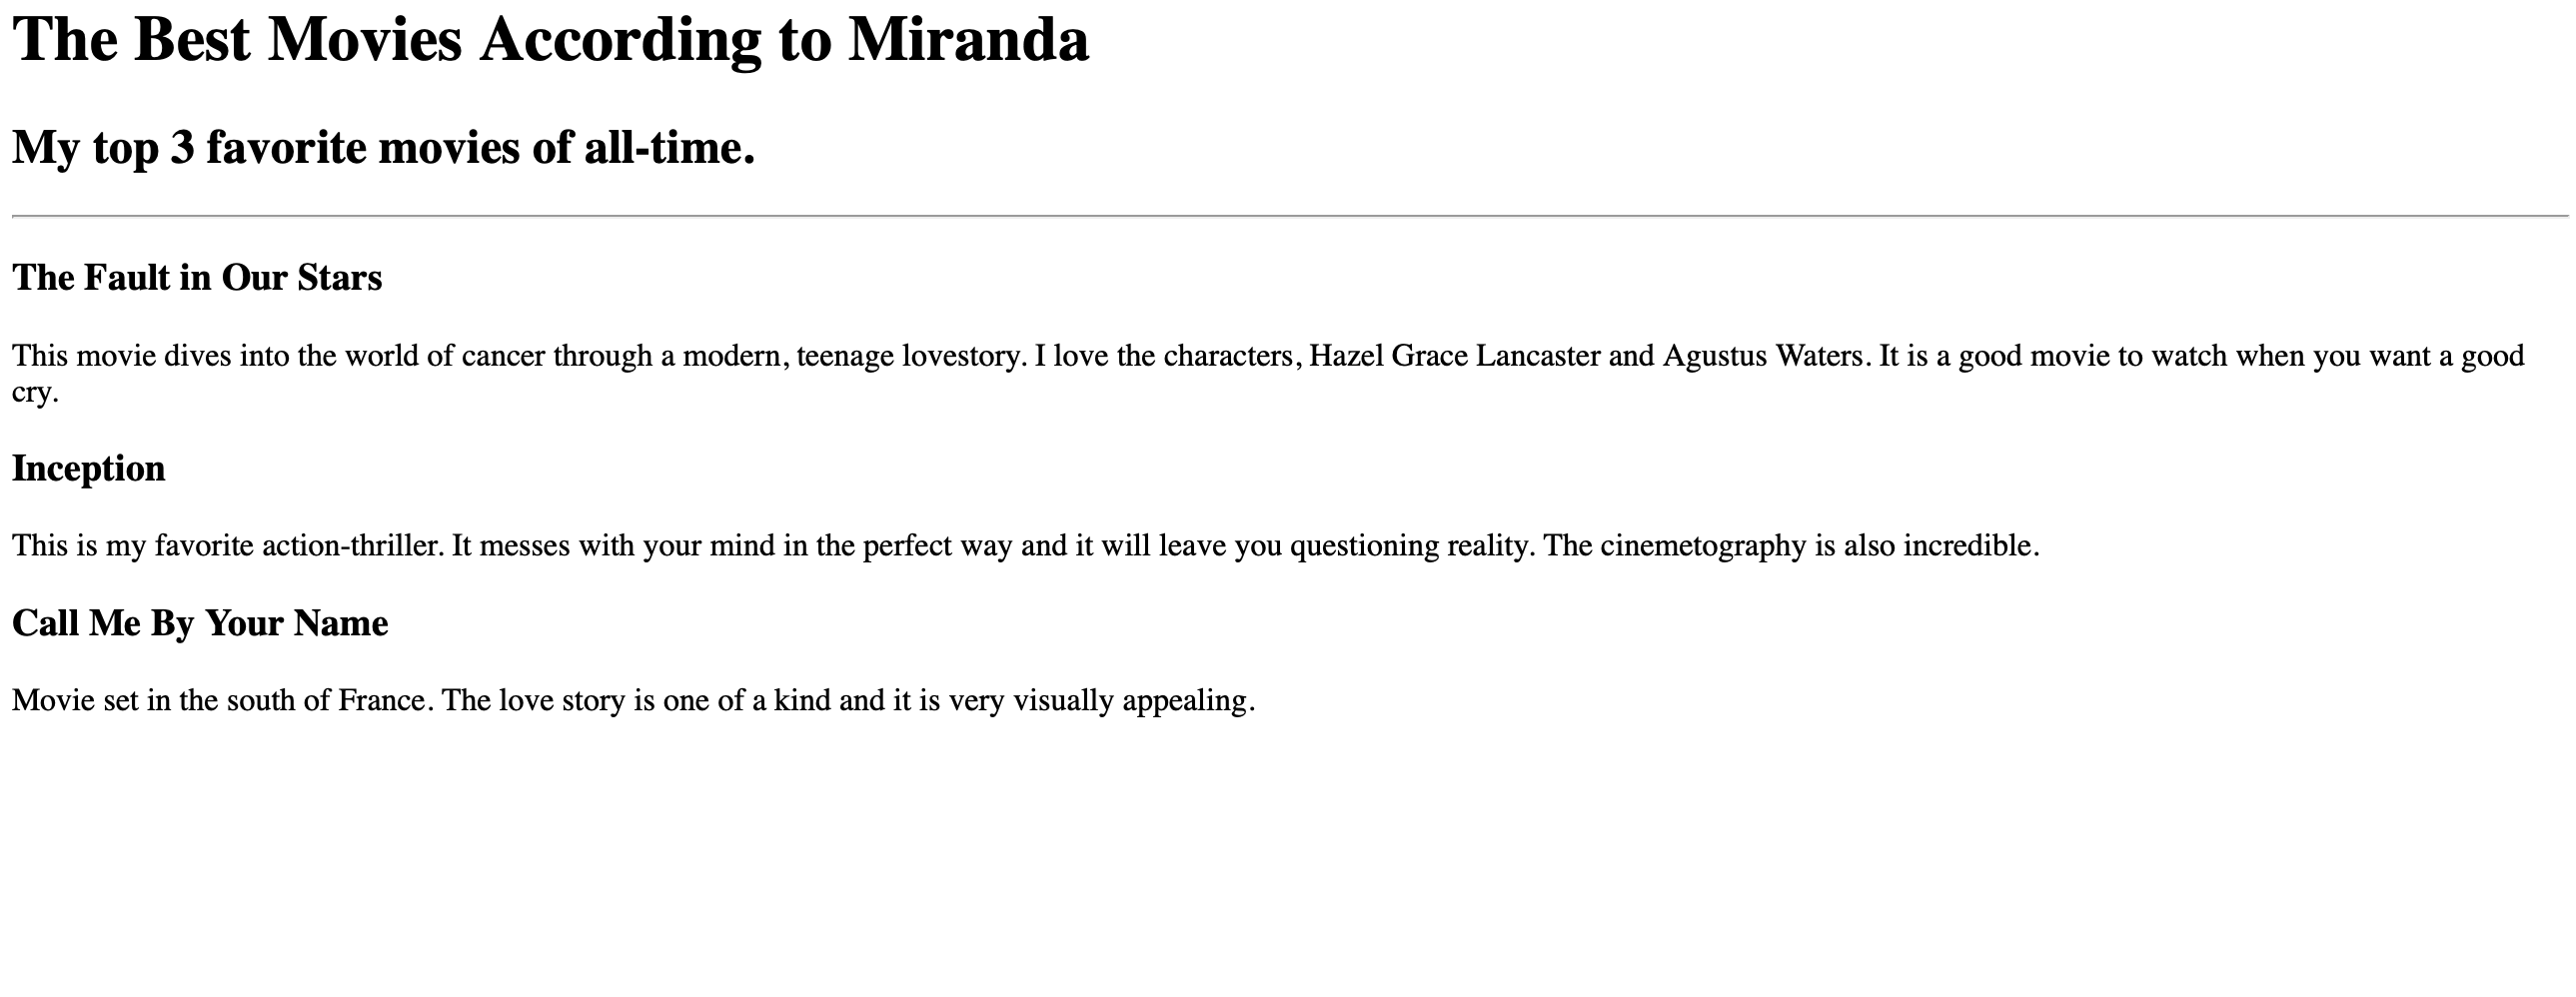 The Best Movies According to Miranda
My top 3 favorite movies of all-time.
The Fault in Our Stars
This movie dives into the world of cancer through a modern, teenage lovestory. I love the characters, Hazel Grace Lancaster and Agustus Waters. It is a good movie to watch when you want a good
cry.
Inception
This is my favorite action-thriller. It messes with your mind in the perfect way and it will leave you questioning reality. The cinemetography is also incredible.
Call Me By Your Name
Movie set in the south of France. The love story is one of a kind and it is very visually appealing.